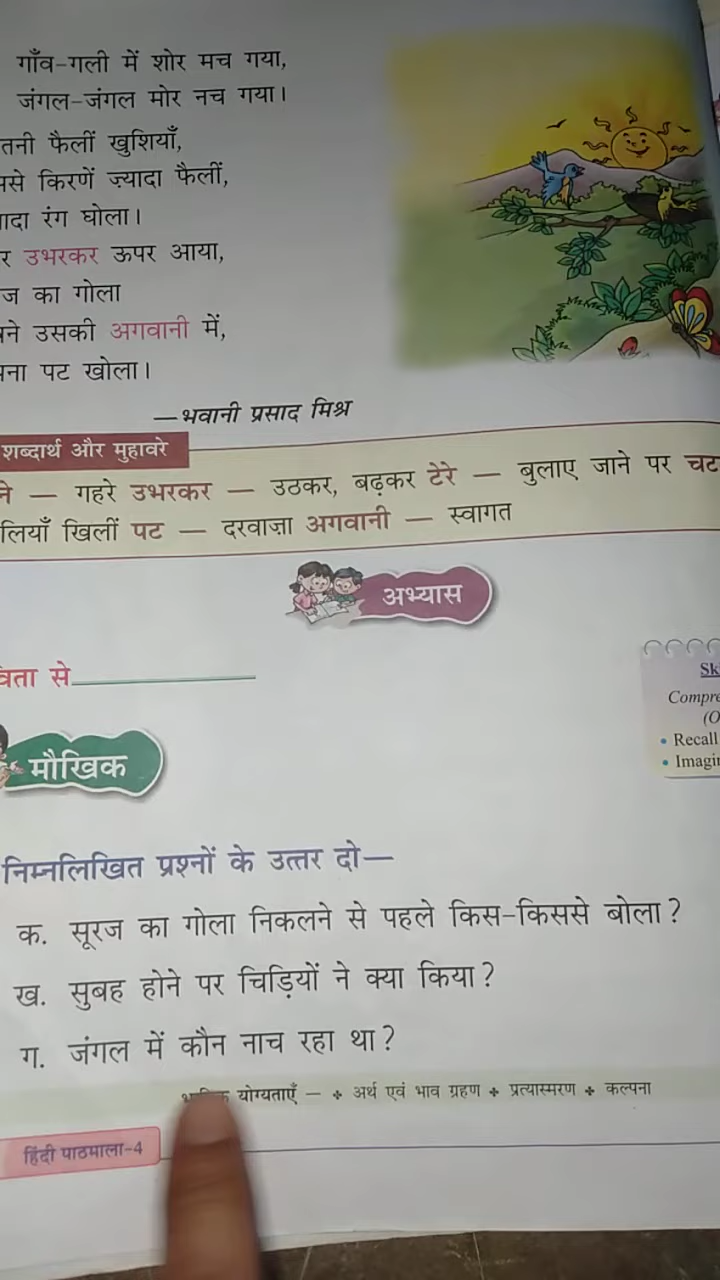 गाँव-गली में शोर मच गया,
जंगल-जंगल मोर नच गया।
फैलीं खुशियाँ,
किरणें ज़्यादा फैलीं,
रंग घोला।
उभरकर ऊपर आया,
का गोला
उसकी अगवानी में,
पट खोला।
—भवानी प्रसाद मिश्र
शब्दार्थ और मुहावरे
— गहरे उभरकर — उठकर, बढ़कर टेरे — बुलाए जाने पर
खिलीं पट — दरवाज़ा अगवानी — स्वागत
अभ्यास
से
मौखिक
निम्नलिखित प्रश्नों के उत्तर दो—
क. सूरज का गोला निकलने से पहले किस-किससे बोला?
ख. सुबह होने पर चिड़ियों ने क्या किया?
ग. जंगल में कौन नाच रहा था?
योग्यताएँ — ❖ अर्थ एवं भाव ग्रहण ❖ प्रत्यास्मरण ❖ कल्पना
हिंदी पाठमाला-4
• Recall